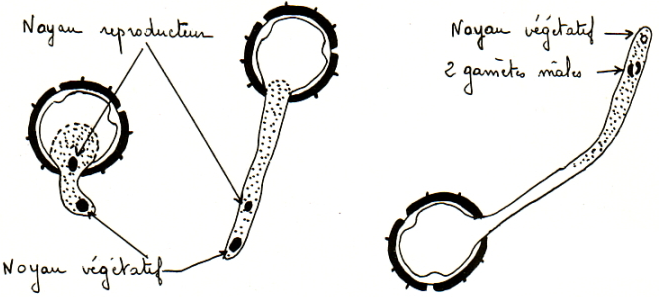 Noyau reproducteur
Noyau végétatif
2 gamètes mâles
Noyau végétatif